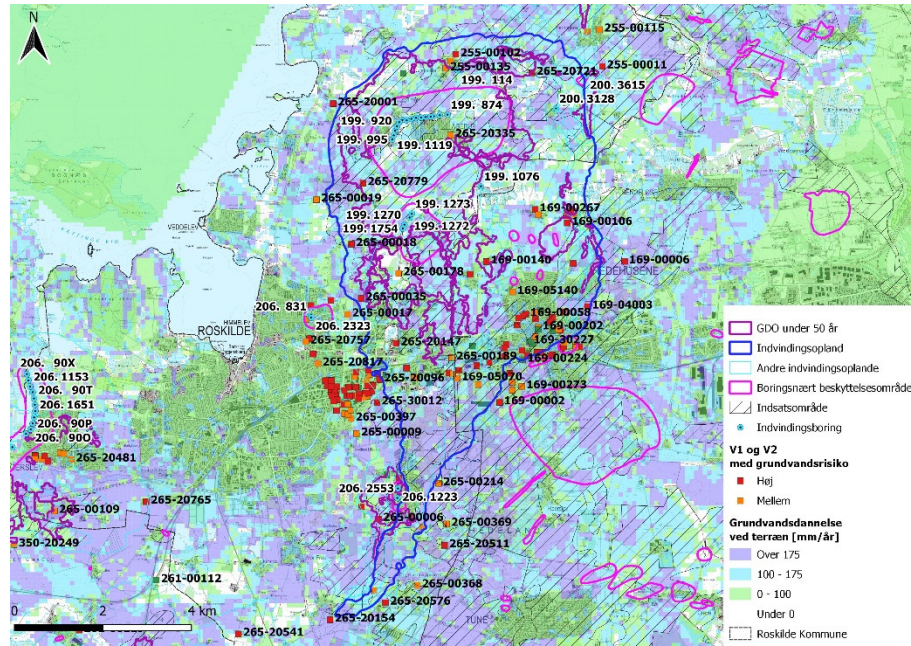 N
255-00115
255-00102
255-00135
265-20721
255-00011
199. 114
200. 3615
200. 3128
265-20001
199. 874
199. 920
265-20335
199. 995
199. 1119
199. 1076
265-20779
265-00019
199. 1273
169-00267
199. 1270
169-00106
199. 1754
199. 1272
VEDDELEV
265-00018
169-00140
169-00006
265-00178
169-05140
265-00035
169-04003
206. 831
265-00017
169-00058
HIMMELEV
ROSKILDE
206. 2323
169-00202
265-20757
265-20147
169-30227
265-00189
169-00224
265-20817
206. 90X
206. 1153
265-20096
169-05070
206. 90T
169-00273
206. 1651
265-30012
169-00002
206. 90P
265-00397
206. 90O
265-00009
265-20481
206. 2553
265-00214
206. 1223
265-20765
265-00109
265-00006
265-00369
350-20249
265-20511
261-00112
265-00368
265-20576
265-20154
TUNE
265-20541
0 2 4 km
GDO under 50 år
Indvindingsopland
Andre indvindingsoplande
Boringsnært beskyttelsesområde
Indsatsområde
Indvindingsboring
V1 og V2
med grundvandsrisiko
Høj
Mellem
Grundvandsdannelse
ved terræn [mm/år]
Over 175
100 - 175
0 - 100
Under 0
Roskilde Kommune